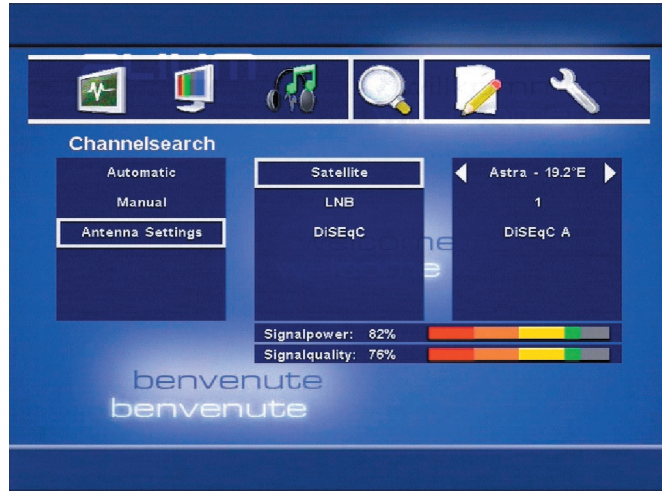 Channelsearch
Automatic
Manual
Antenna Settings
Satellite
LNB
DiSEqC
Astra - 19.2°E
1
DiSEqC A
Signalpower: 82%
Signalquality: 76%
benvenute
benvenute